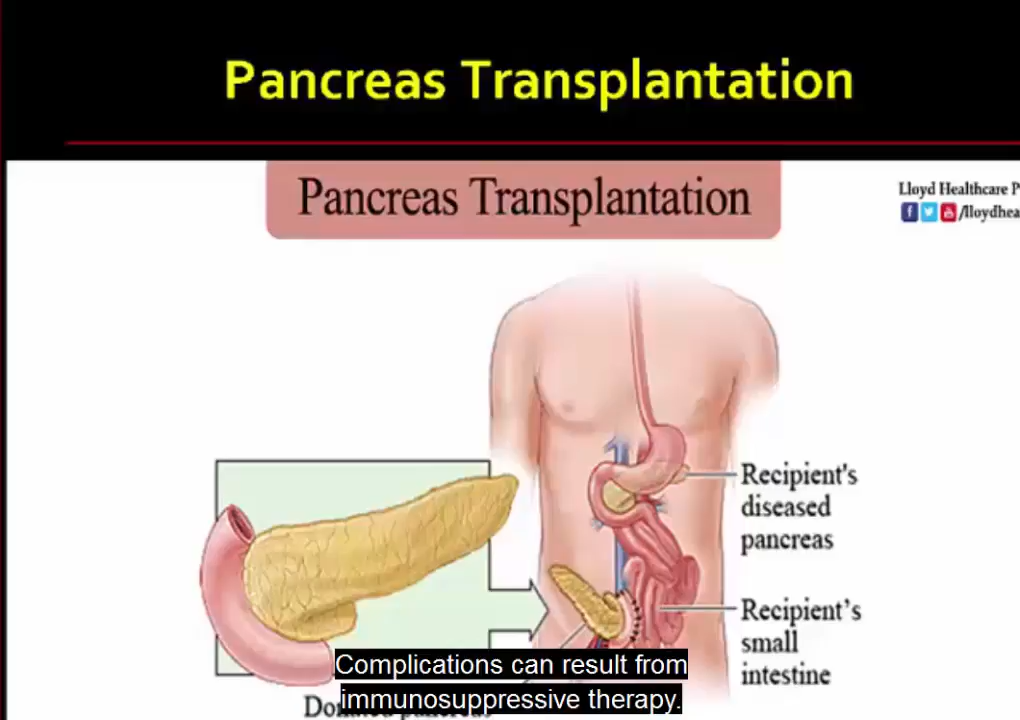 Pancreas Transplantation
Pancreas Transplantation
Lloyd Healthcare P
/lloydhea
Recipient's
diseased
pancreas
Recipient's
small
intestine
Complications can result from
immunosuppressive therapy.